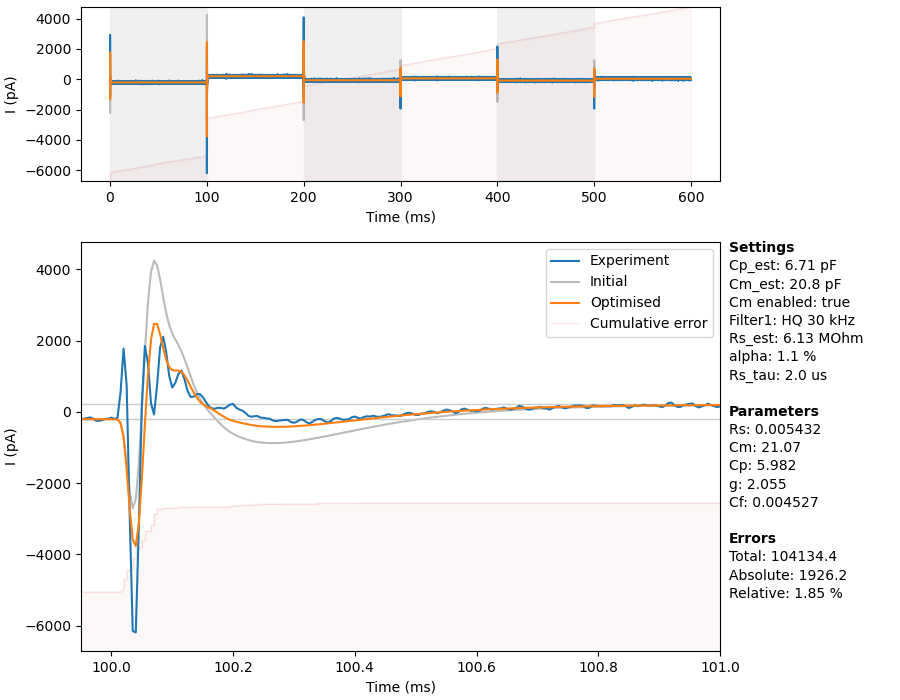 4000
2000
0
−2000
−4000
−6000
I (pA)
0 100 200 300 400 500 600
Time (ms)
4000
2000
0
−2000
−4000
−6000
I (pA)
100.0 100.2 100.4 100.6 100.8 101.0
Time (ms)
Experiment
Initial
Optimised
Cumulative error
Settings
Cp_est: 6.71 pF
Cm_est: 20.8 pF
Cm enabled: true
Filter1: HQ 30 kHz
Rs_est: 6.13 MOhm
alpha: 1.1 %
Rs_tau: 2.0 us
Parameters
Rs: 0.005432
Cm: 21.07
Cp: 5.982
g: 2.055
Cf: 0.004527
Errors
Total: 104134.4
Absolute: 1926.2
Relative: 1.85 %